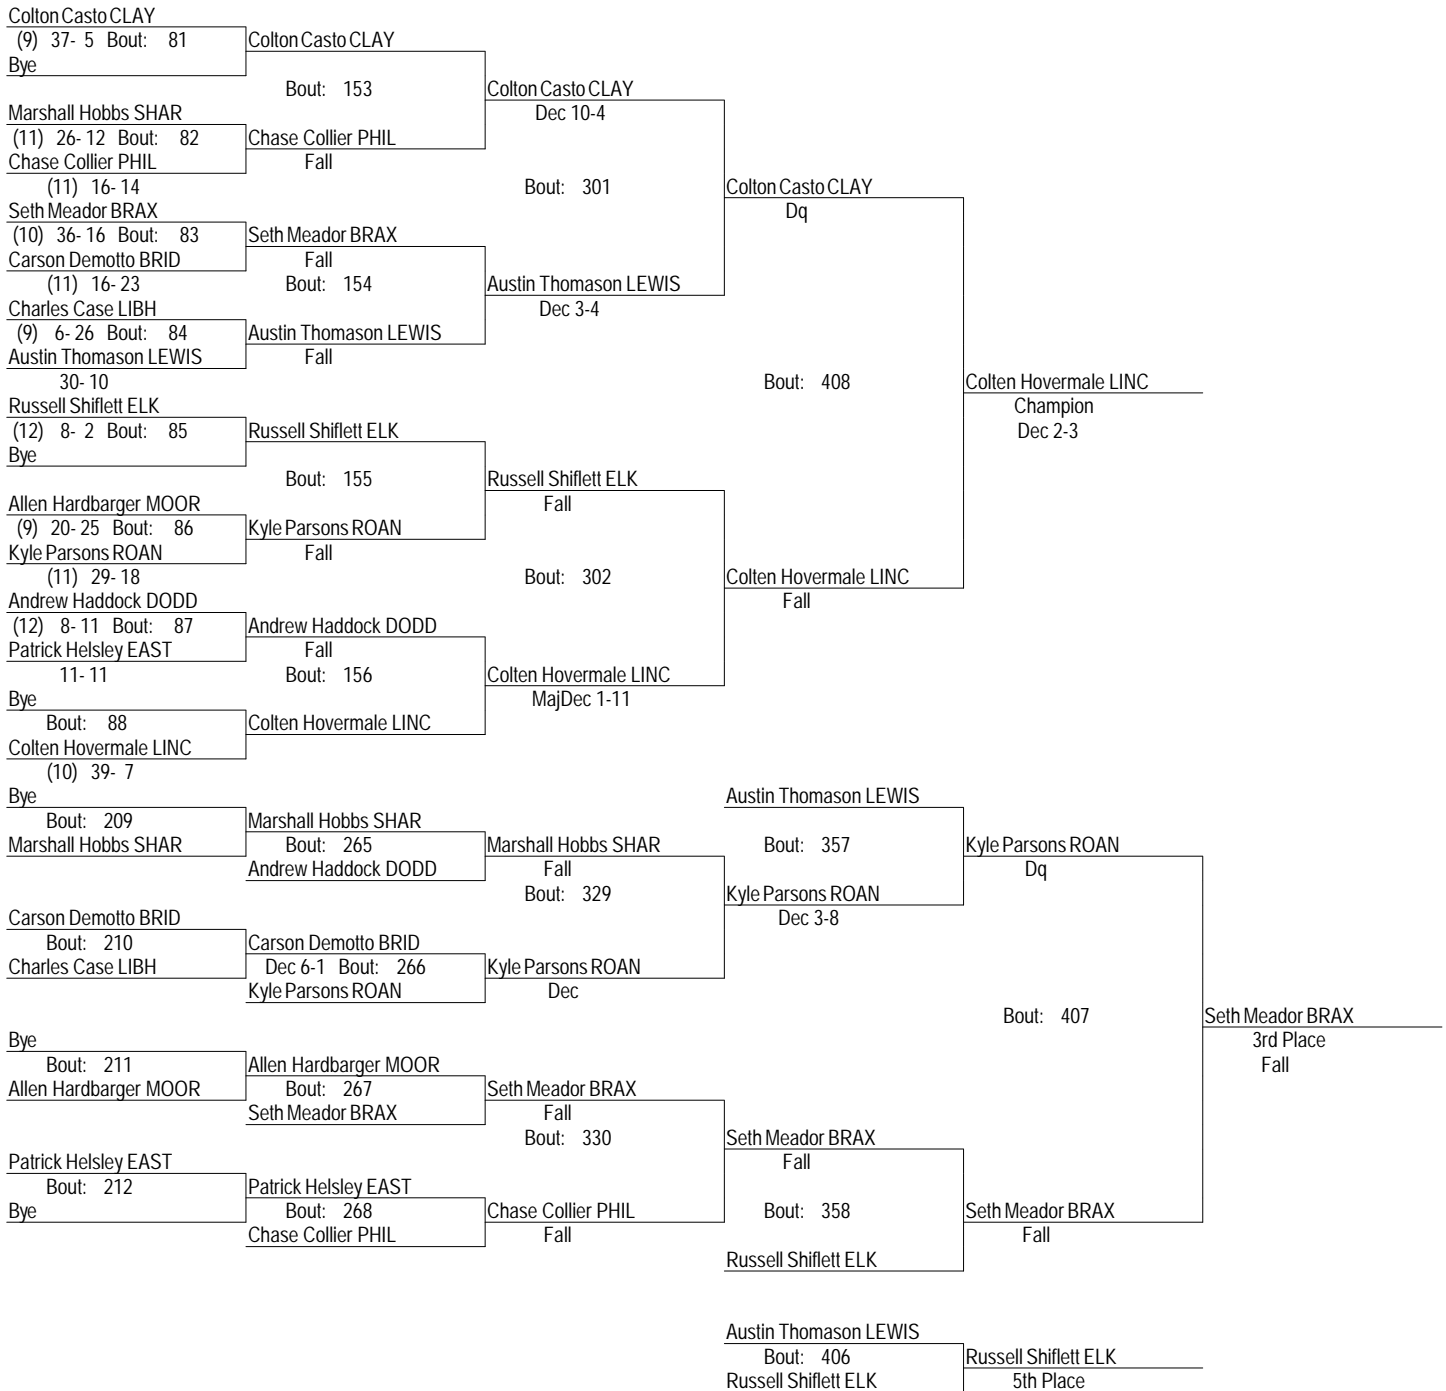 Colton Casto CLAY
(9) 37- 5 Bout: 81 Colton Casto CLAY
Bye
Bout: 153 Colton Casto CLAY
Marshall Hobbs SHAR Dec 10-4
(11) 26- 12 Bout: 82 Chase Collier PHIL
Chase Collier PHIL Fall
(11) 16- 14 Bout: 301 Colton Casto CLAY
Seth Meador BRAX Dq
(10) 36- 16 Bout: 83 Seth Meador BRAX
Carson Demotto BRID Fall
(11) 16- 23 Bout: 154 Austin Thomason LEWIS
Charles Case LIBH Dec 3-4
(9) 6- 26 Bout: 84 Austin Thomason LEWIS
Austin Thomason LEWIS Fall
30- 10 Bout: 408 Colten Hovermale LINC
Russell Shiflett ELK Champion
(12) 8- 2 Bout: 85 Russell Shiflett ELK Dec 2-3
Bye
Bout: 155 Russell Shiflett ELK
Allen Hardbarger MOOR Fall
(9) 20- 25 Bout: 86 Kyle Parsons ROAN
Kyle Parsons ROAN Fall
(11) 29- 18 Bout: 302 Colten Hovermale LINC
Andrew Haddock DODD Fall
(12) 8- 11 Bout: 87 Andrew Haddock DODD
Patrick Helsley EAST Fall
11- 11 Bout: 156 Colten Hovermale LINC
Bye MajDec 1-11
Bout: 88 Colten Hovermale LINC
Colten Hovermale LINC
(10) 39- 7
Bye Austin Thomason LEWIS
Bout: 209 Marshall Hobbs SHAR
Marshall Hobbs SHAR Bout: 265 Marshall Hobbs SHAR Bout: 357 Kyle Parsons ROAN
Andrew Haddock DODD Fall Dq
Bout: 329 Kyle Parsons ROAN
Carson Demotto BRID Dec 3-8
Bout: 210 Carson Demotto BRID
Charles Case LIBH Dec 6-1 Bout: 266 Kyle Parsons ROAN
Kyle Parsons ROAN Dec
Bout: 407 Seth Meador BRAX
Bye 3rd Place
Bout: 211 Allen Hardbarger MOOR Fall
Allen Hardbarger MOOR Bout: 267 Seth Meador BRAX
Seth Meador BRAX Fall
Bout: 330 Seth Meador BRAX
Patrick Helsley EAST Fall
Bout: 212 Patrick Helsley EAST
Bye Bout: 268 Chase Collier PHIL Bout: 358 Seth Meador BRAX
Chase Collier PHIL Fall Fall
Russell Shiflett ELK
Austin Thomason LEWIS
Bout: 406 Russell Shiflett ELK
Russell Shiflett ELK 5th Place